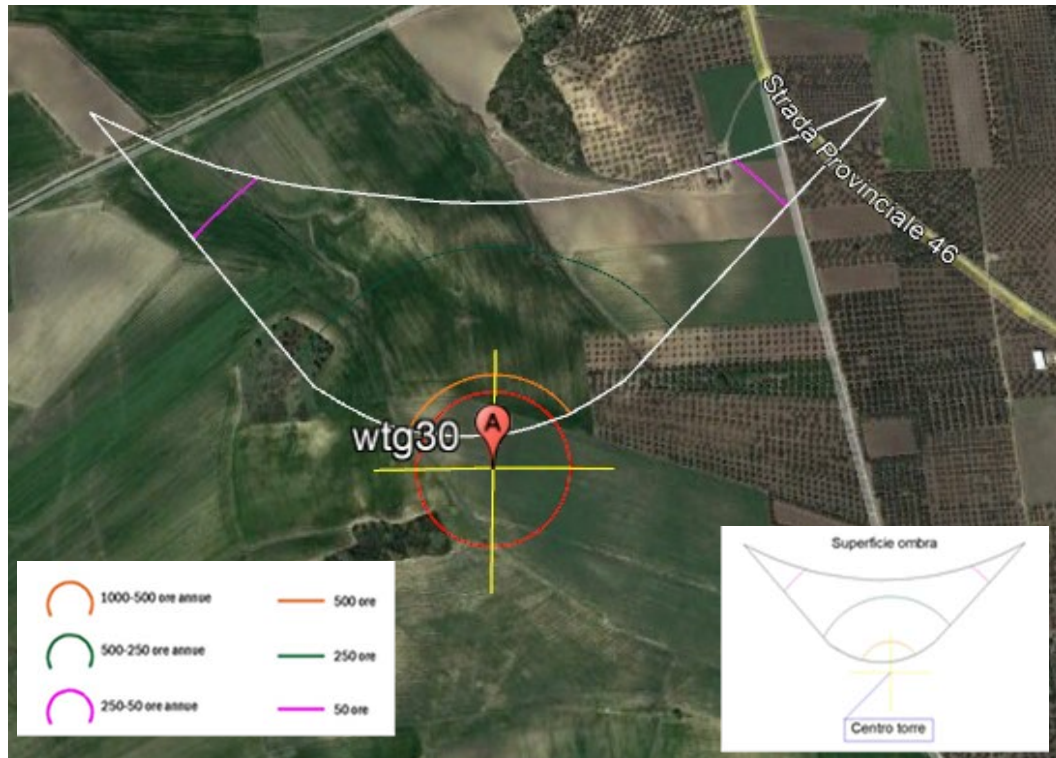 Strada Provinciale 46
A
wtg30
1000-500 ore annue
500 ore
500-250 ore annue
250 ore
250-50 ore annue
50 ore
Superficie ombra
Centro torre